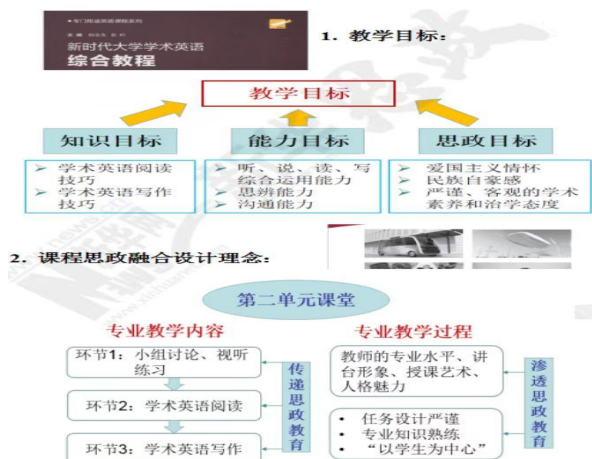 新时代大学学术英语
综合教程
1. 教学目标:
教学目标
知识目标
能力目标
思政目标
➢ 学术英语阅读
技巧
➢ 学术英语写作
技巧
➢ 听、说、读、写
综合运用能力
➢ 思辨能力
➢ 沟通能力
➢ 爱国主义情怀
➢ 民族自豪感
➢ 严谨、客观的学术
素养和治学态度
2. 课程思政融合设计理念:
第二单元课堂
专业教学内容
环节1: 小组讨论、视听
练习
环节2: 学术英语阅读
环节3: 学术英语写作
传递思政教育
专业教学过程
教师的专业水平、讲
台形象、授课艺术、
人格魅力
• 任务设计严谨
• 专业知识熟练
• “以学生为中心”
渗透思政教育